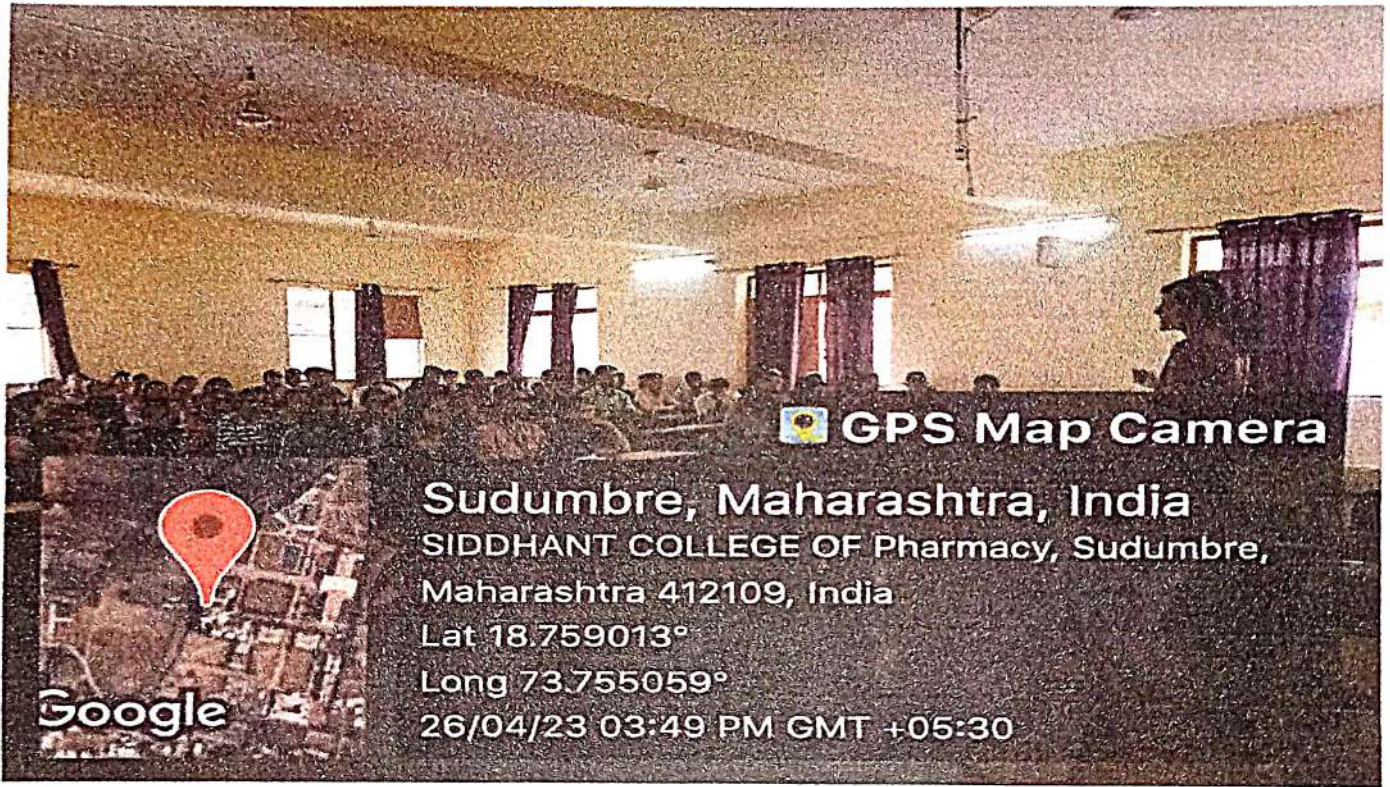 GPS Map Camera
Sudumbre, Maharashtra, India
SIDDHANT COLLEGE OF Pharmacy, Sudumbre,
Maharashtra 412109, India
Lat 18.759013°
Long 73.755059°
26/04/23 03:49 PM GMT +05:30
Google